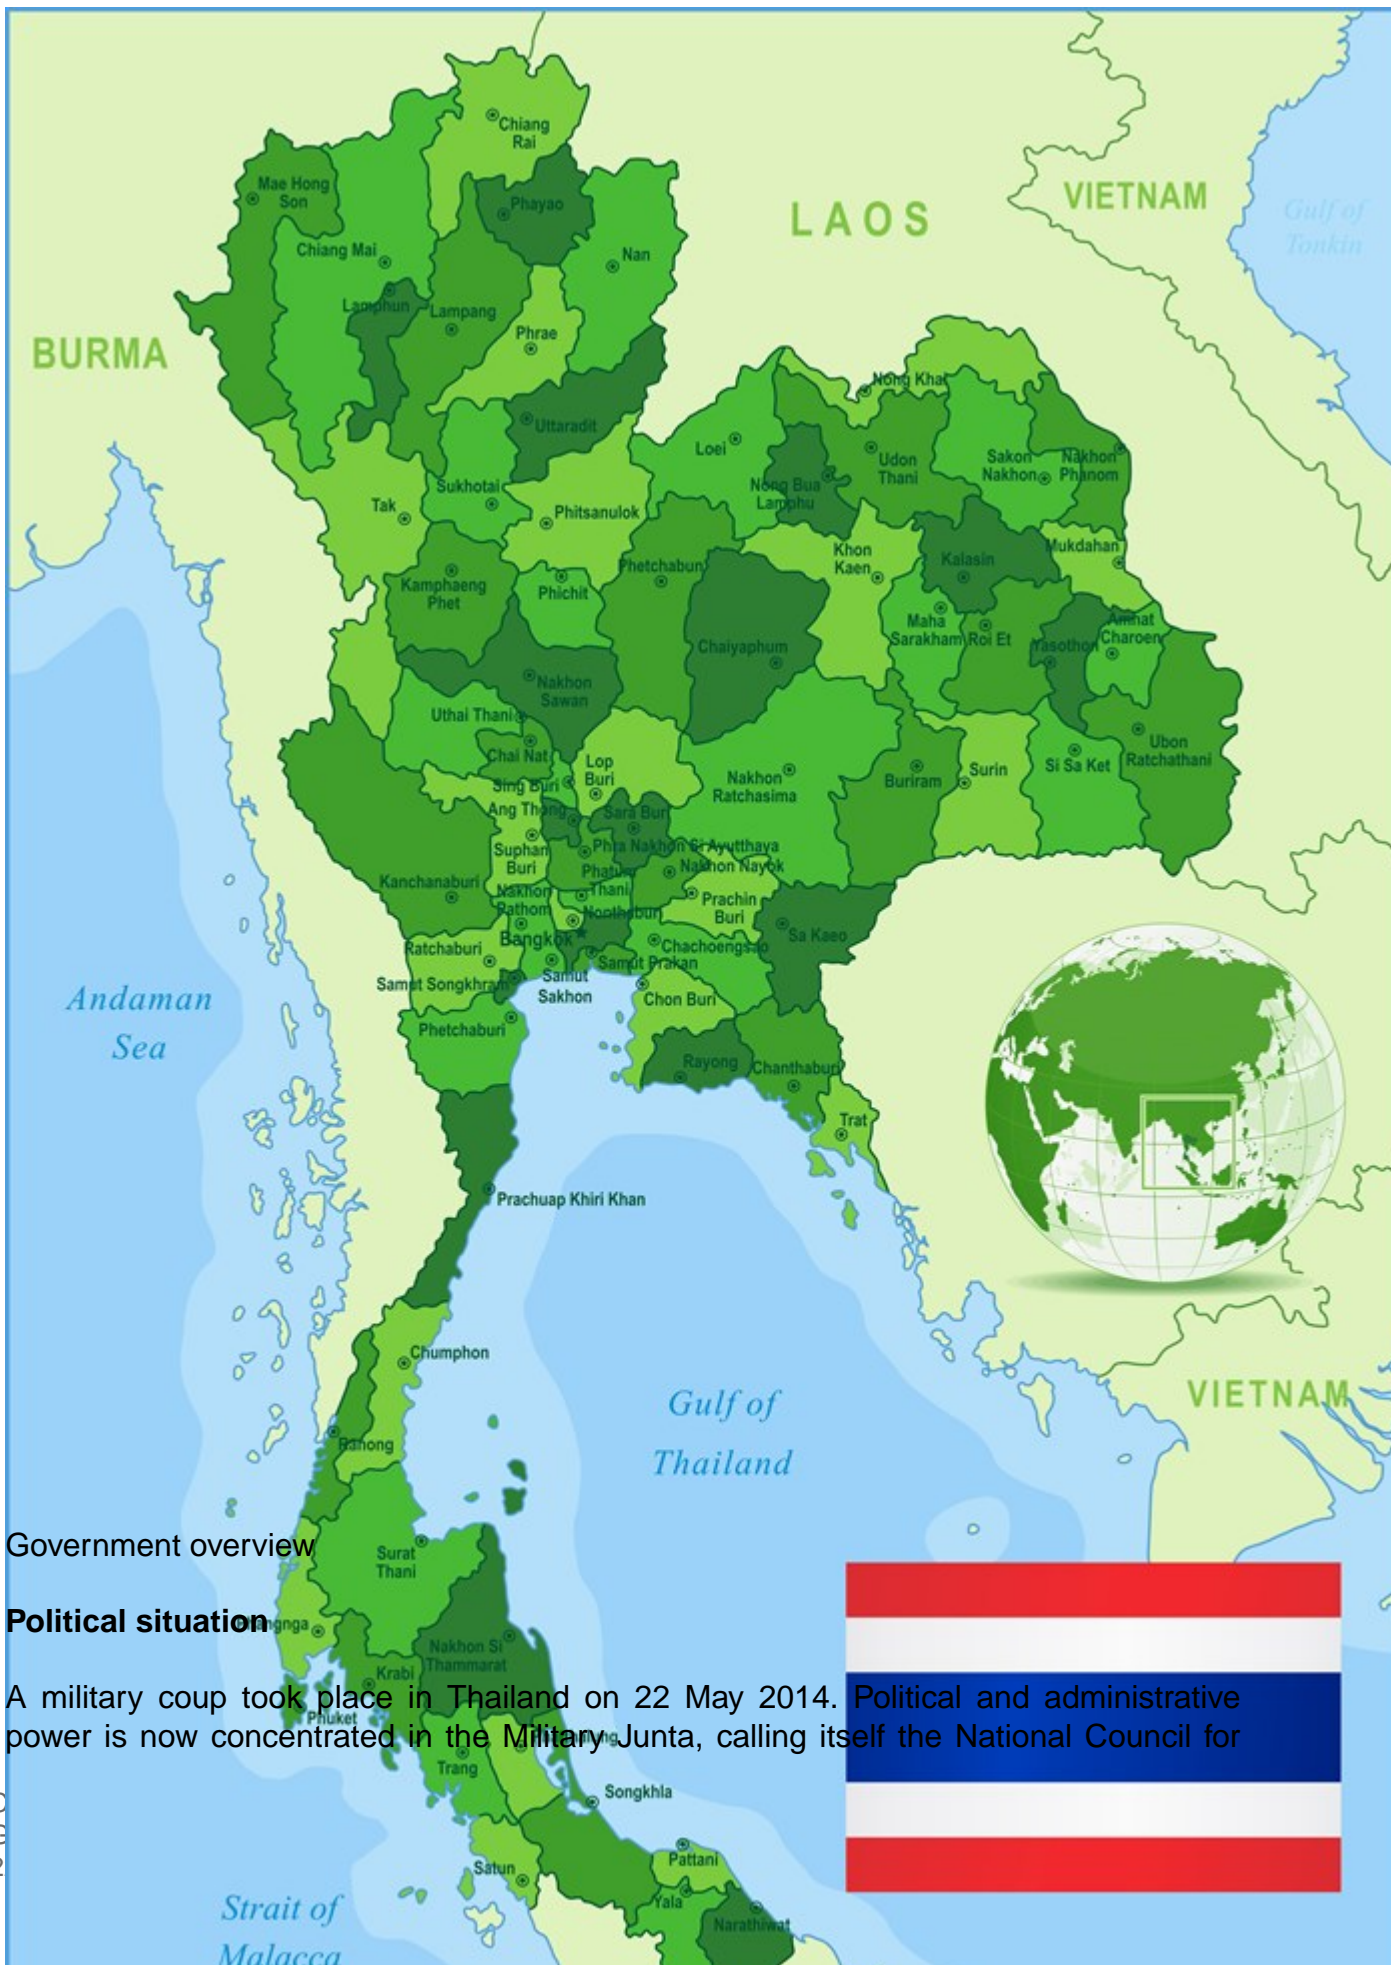 Chiang
Rai
Mae Hong
Son
Phayao
VIETNAM
LAOS
Gulf of
Tonkin
Chiang Mai
Nan
Lamphun
Lampang
Phrae
BURMA
Nong Khai
Uttaradit
Loei
Udon
Thani
Sakon
Nakhon
Nakhon
Phanom
Nong Bua
Lamphu
Sukhotai
Tak
Phitsanulok
Khon
Kaen
Kalasin
Mukdahan
Phetchabun
Kamphaeng
Phet
Phichit
Maha
Sarakham
Roi Et
Amnat
Charoen
Yasothon
Chaiyaphum
Nakhon
Sawan
Uthai Thani
Chai Nat
Lop
Buri
Nakhon
Ratchasima
Buriram
Surin
Si Sa Ket
Ubon
Ratchathani
Sing Buri
Ang Thong
Sara Buri
Suphan
Buri
Phra Nakhon Si Ayutthaya
Phatum
Thani
Nakhon Nayok
Kanchanaburi
Nakhon
Pathom
Nonthaburi
Prachin
Buri
Bangkok
Sa Kaeo
Ratchaburi
Chachoengsao
Samut Prakan
Samut Songkhram
Samut
Sakhon
Chon Buri
Andaman
Sea
Phetchaburi
Rayong
Chanthaburi
Trat
Prachuap Khiri Khan
Chumphon
Gulf of
Thailand
VIETNAM
Ranong
Government overview
Surat
Thani
Political situation
Phangnga
Nakhon Si
Thammarat
Krabi
A military coup took place in Thailand on 22 May 2014. Political and administrative
power is now concentrated in the Military Junta, calling itself the National Council for
Phuket
Trang
Songkhla
Pattani
Satun
Yala
Narathiwat
Strait of
Malacca